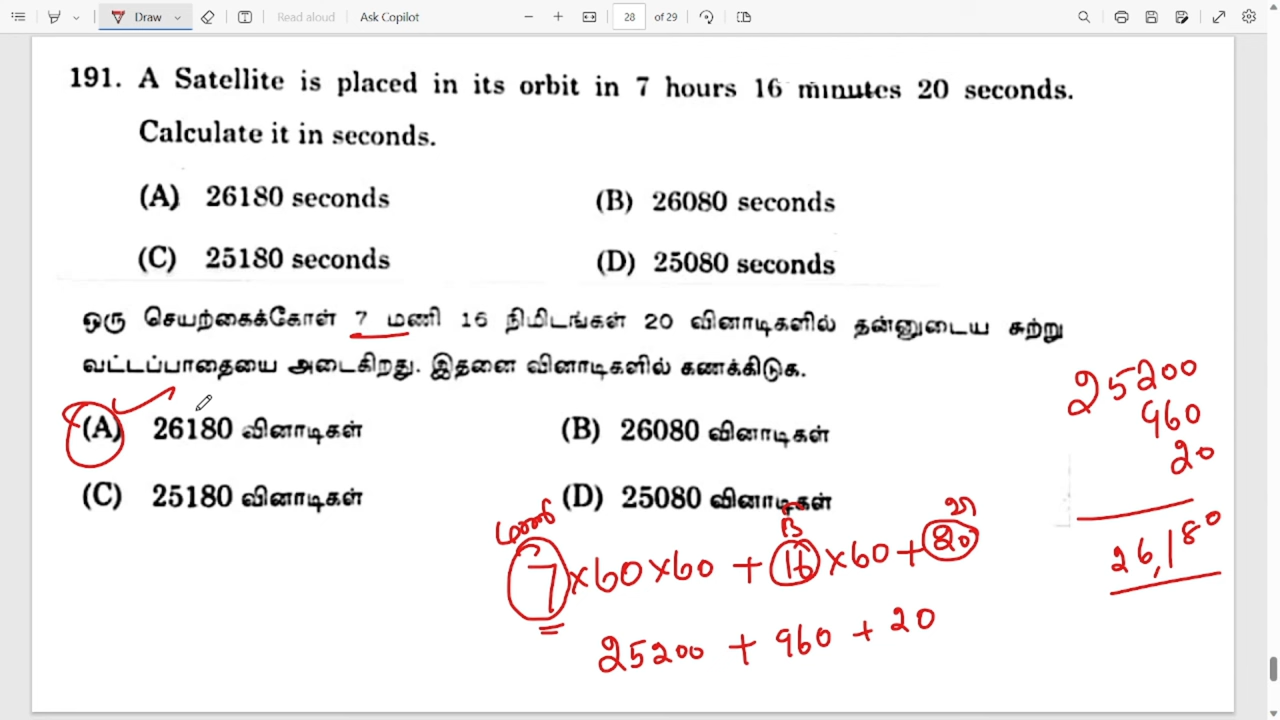 Draw
Read aloud
Ask Copilot
28
of 29
191. A Satellite is placed in its orbit in 7 hours 16 minutes 20 seconds.
Calculate it in seconds.
(A) 26180 seconds
(B) 26080 seconds
(C) 25180 seconds
(D) 25080 seconds
ஒரு செயற்கைக்கோள் 7 மணி 16 நிமிடங்கள் 20 வினாடிகளில் தன்னுடைய சுற்று
வட்டப்பாதையை அடைகிறது. இதனை வினாடிகளில் கணக்கிடுக.
(A) 26180 வினாடிகள்
(B) 26080 வினாடிகள்
(C) 25180 வினாடிகள்
(D) 25080 வினாடிகள்
7 × 60 × 60 + 16 × 60 + 20
25200 + 960 + 20
25200
960
20
26,180